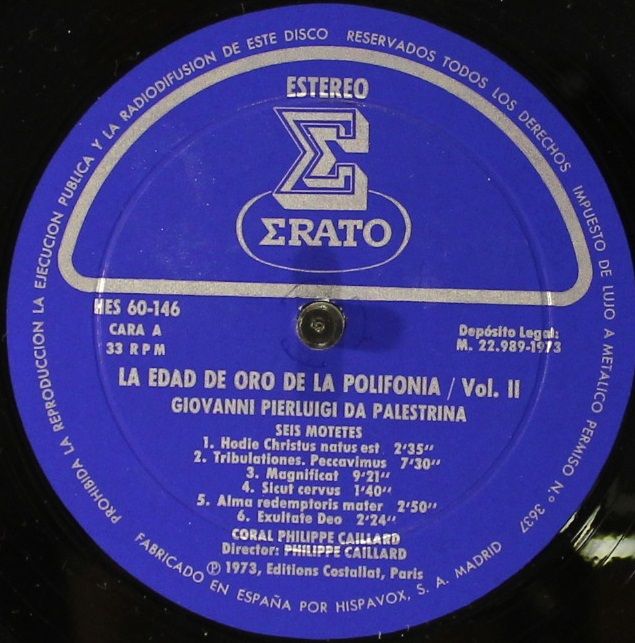 PROHIBIDA LA REPRODUCCION LA EJECUCION PUBLICA Y LA RADIODIFUSION DE ESTE DISCO RESERVADOS TODOS LOS DERECHOS IMPUESTO DE LUJO A METALICO PERMISO N.º 3637
ESTEREO
ΣRATO
HES 60-146
CARA A
33 RPM
Depósito Legal:
M. 22.989-1973
LA EDAD DE ORO DE LA POLIFONIA / Vol. II
GIOVANNI PIERLUIGI DA PALESTRINA
SEIS MOTETES
1. Hodie Christus natus est 2'35"
2. Tribulationes. Peccavimus 7'30"
3. Magnificat 9'21"
4. Sicut cervus 1'40"
5. Alma redemptoris mater 2'50"
6. Exultate Deo 2'24"
CORAL PHILIPPE CAILLARD
Director: PHILIPPE CAILLARD
℗ 1973, Editions Costallat, Paris
FABRICADO EN ESPAÑA POR HISPAVOX, S. A. MADRID